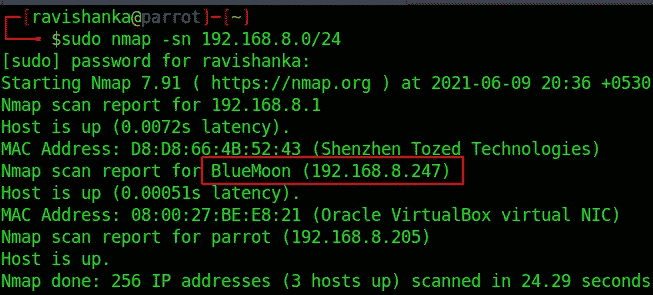 [ravishanka@parrot]-[~]
$sudo nmap -sn 192.168.8.0/24
[sudo] password for ravishanka:
Starting Nmap 7.91 ( https://nmap.org ) at 2021-06-09 20:36 +0530
Nmap scan report for 192.168.8.1
Host is up (0.0072s latency).
MAC Address: D8:D8:66:4B:52:43 (Shenzhen Tozed Technologies)
Nmap scan report for BlueMoon (192.168.8.247)
Host is up (0.00051s latency).
MAC Address: 08:00:27:BE:E8:21 (Oracle VirtualBox virtual NIC)
Nmap scan report for parrot (192.168.8.205)
Host is up.
Nmap done: 256 IP addresses (3 hosts up) scanned in 24.29 seconds